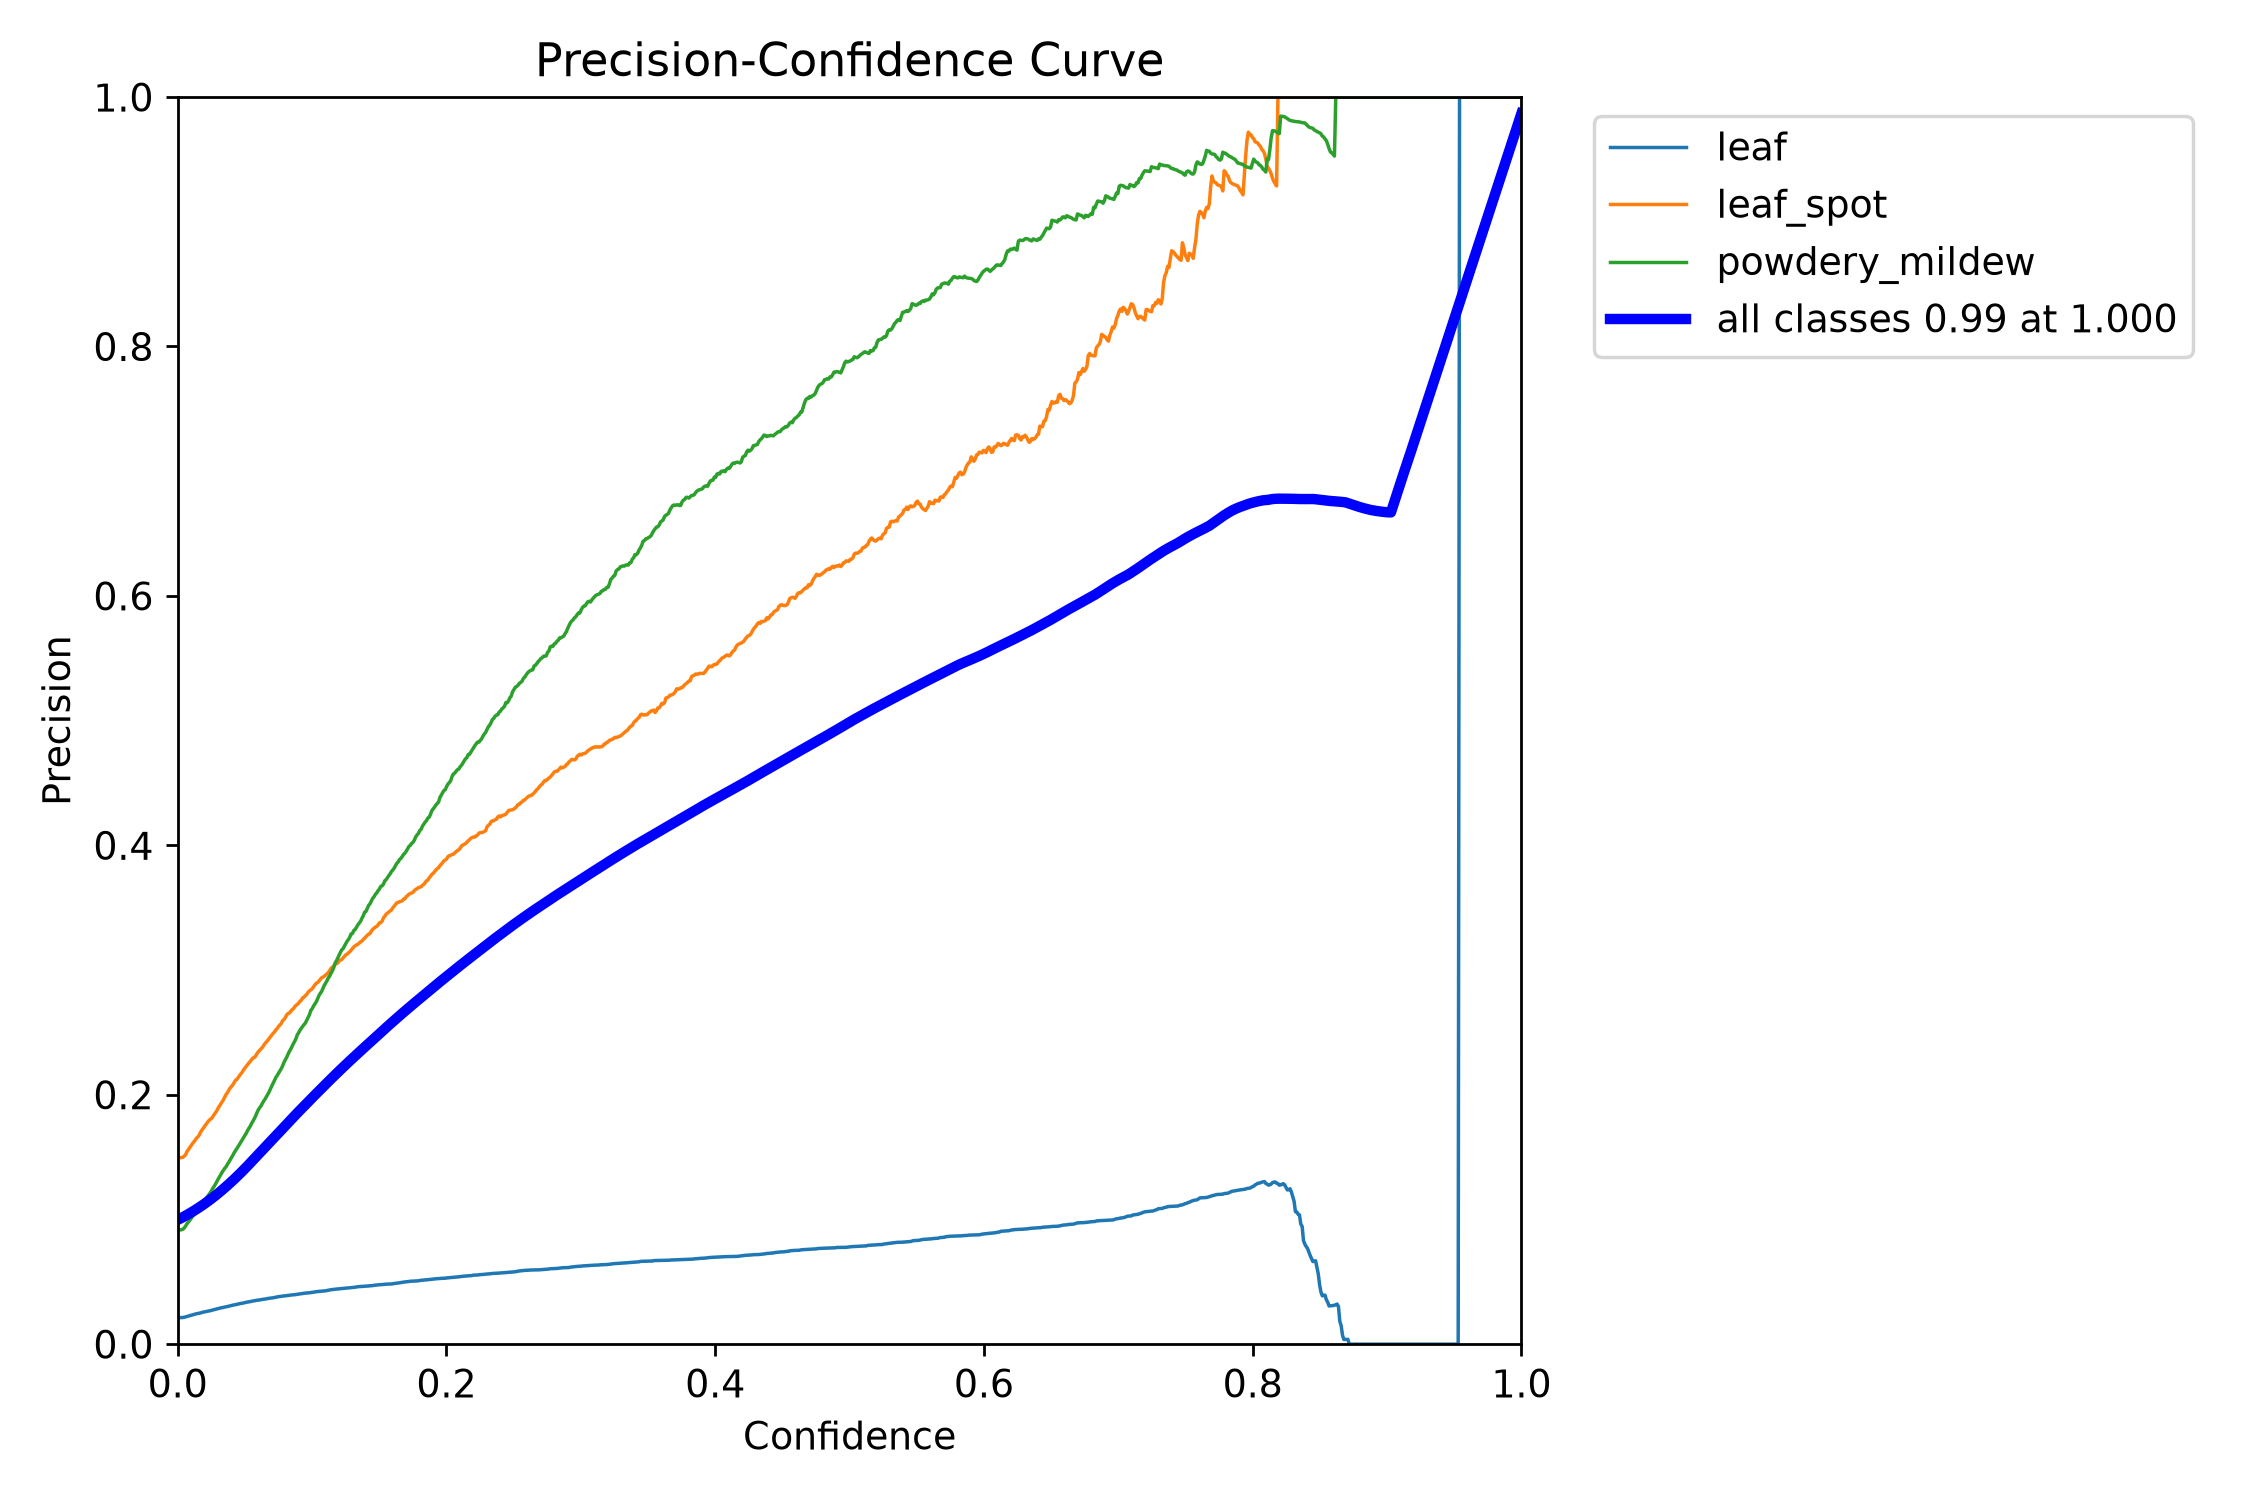 Precision-Confidence Curve
1.0
0.8
0.6
0.4
0.2
0.0
Precision
0.0 0.2 0.4 0.6 0.8 1.0
Confidence
leaf
leaf_spot
powdery_mildew
all classes 0.99 at 1.000